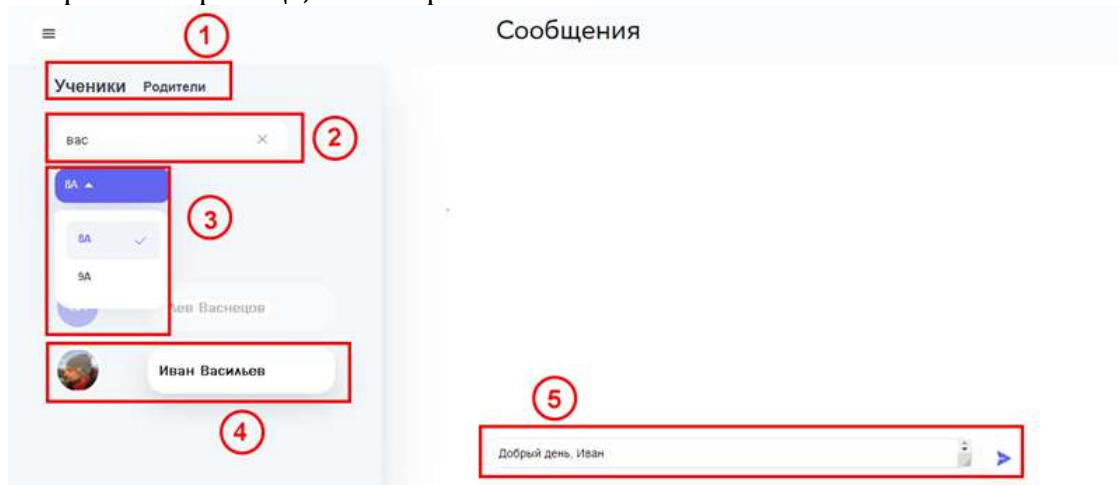 Сообщения
1
Ученики Родители
вас
2
8А
3
8А
9А
Лев Васнецов
Иван Васильев
4
5
Добрый день, Иван